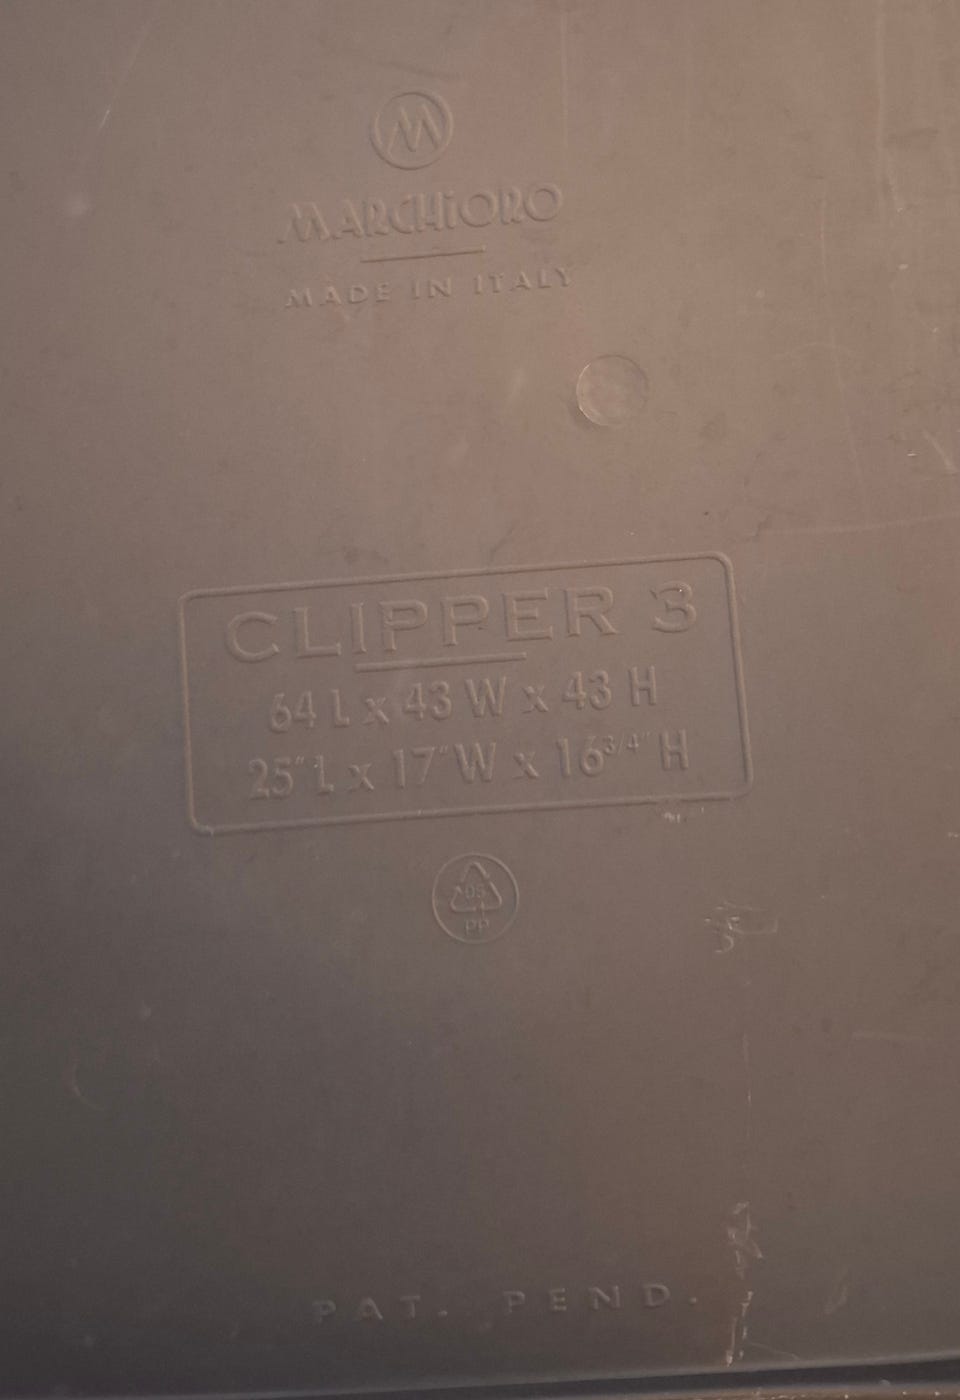 M
MARCHiORO
MADE IN ITALY
CLIPPER 3
64 L x 43 W x 43 H
25" L x 17" W x 16 3/4" H
05
PP
PAT. PEND.